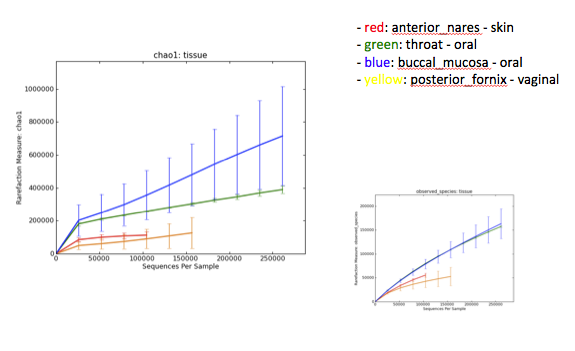 - red: anterior_nares - skin
- green: throat - oral
- blue: buccal_mucosa - oral
- yellow: posterior_fornix - vaginal
chao1: tissue
Rarefaction Measure: chao1
1000000
800000
600000
400000
200000
0
0 50000 100000 150000 200000 250000
Sequences Per Sample
observed_species: tissue
Rarefaction Measure: observed_species
200000
150000
100000
50000
0
50000 100000 150000 200000 250000
Sequences Per Sample